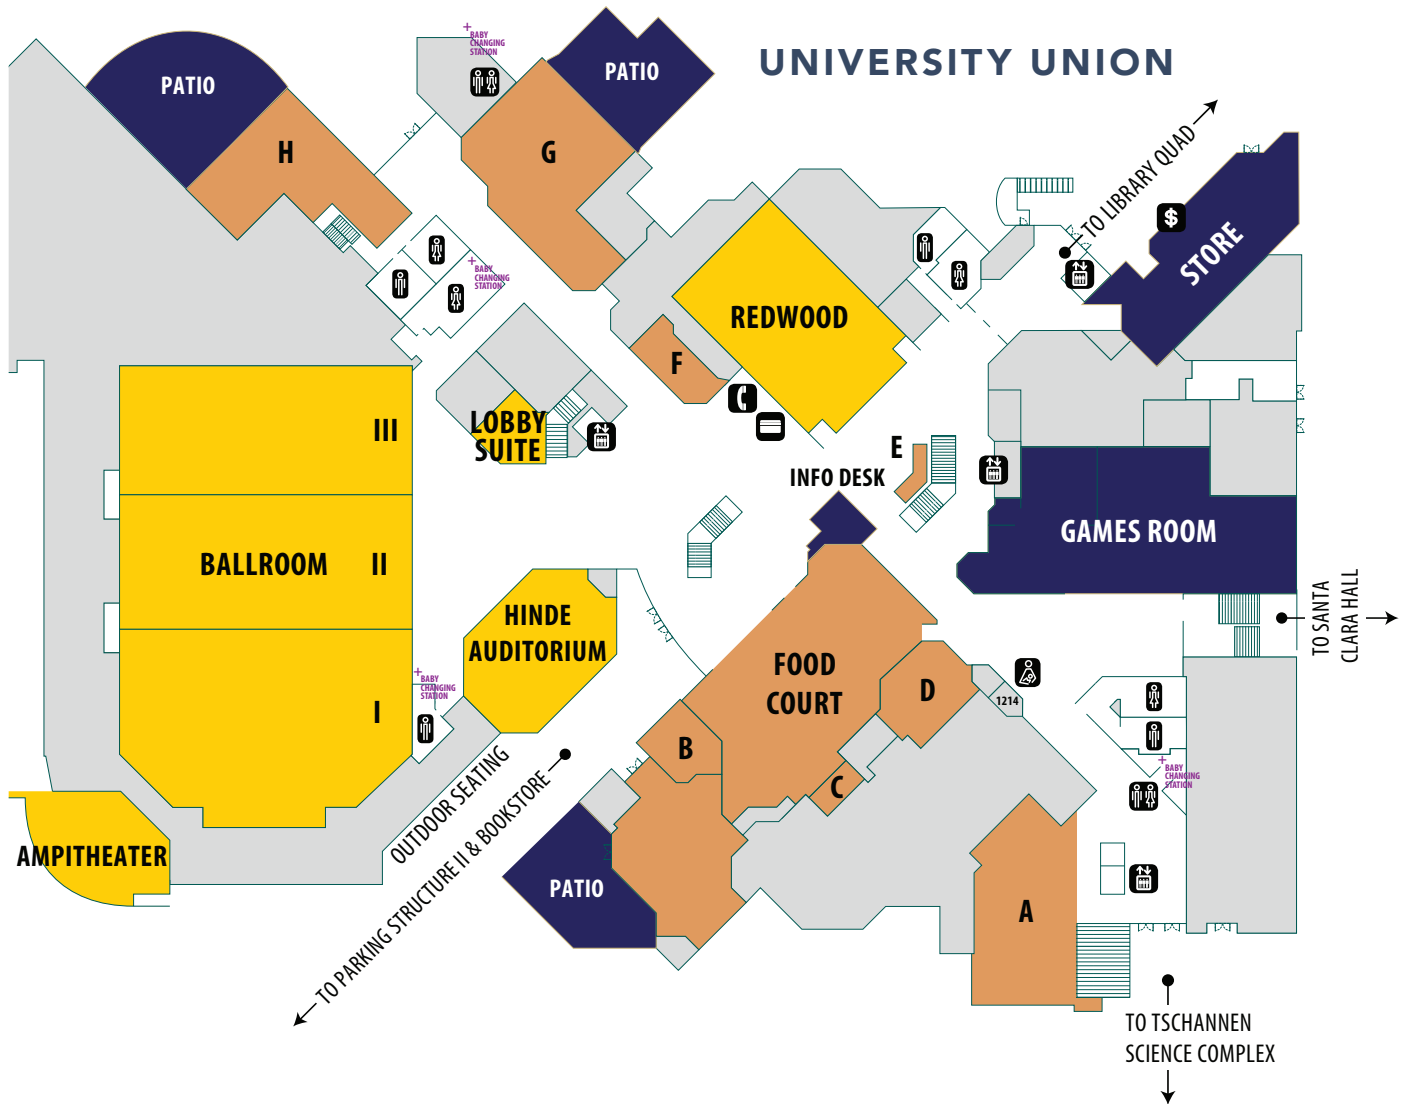 UNIVERSITY UNION
BABY
CHANGING
STATION
PATIO
PATIO
H
G
TO LIBRARY QUAD
$
STORE
BABY
CHANGING
STATION
REDWOOD
F
III
LOBBY
SUITE
E
INFO DESK
GAMES ROOM
BALLROOM
II
HINDE
AUDITORIUM
TO SANTA
CLARA HALL
FOOD
COURT
D
1214
BABY
CHANGING
STATION
I
B
C
BABY
CHANGING
STATION
OUTDOOR SEATING
TO PARKING STRUCTURE II & BOOKSTORE
AMPITHEATER
PATIO
A
TO TSCHANNEN
SCIENCE COMPLEX